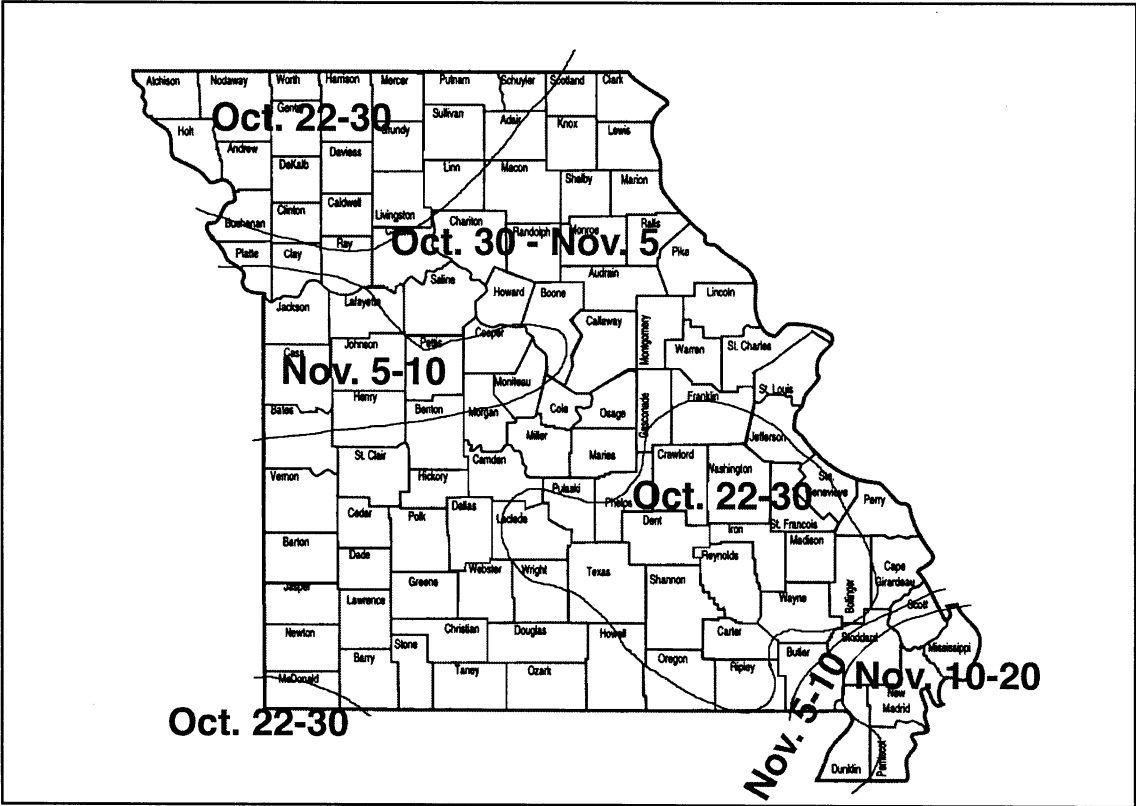 Atchison
Nodaway
Worth
Harrison
Mercer
Putnam
Schuyler
Scotland
Clark
Gentry
Oct. 22-30
Holt
Grundy
Sullivan
Adair
Knox
Lewis
Andrew
DeKalb
Daviess
Linn
Macon
Shelby
Marion
Buchanan
Clinton
Caldwell
Livingston
Chariton
Randolph
Monroe
Ralls
Pike
Oct. 30 - Nov. 5
Platte
Clay
Ray
Audrain
Saline
Howard
Boone
Lincoln
Jackson
Lafayette
Callaway
Montgomery
Warren
St. Charles
Cass
Johnson
Pettis
Cooper
Nov. 5-10
Moniteau
St. Louis
Henry
Franklin
Bates
Benton
Morgan
Cole
Osage
Gasconade
Miller
Jefferson
St. Clair
Camden
Maries
Crawford
Washington
Vernon
Hickory
Pulaski
Phelps
Oct. 22-30
Ste.
Genevieve
Perry
Cedar
Polk
Dallas
Laclede
Dent
Iron
St. Francois
Madison
Barton
Dade
Webster
Wright
Texas
Reynolds
Cape
Girardeau
Jasper
Greene
Shannon
Lawrence
Wayne
Bollinger
Scott
Newton
Christian
Douglas
Howell
Carter
Stoddard
Stone
Mississippi
Barry
Taney
Ozark
Oregon
Ripley
Butler
McDonald
Nov. 10-20
New
Madrid
Oct. 22-30
Nov. 5-10
Dunklin
Pemiscot